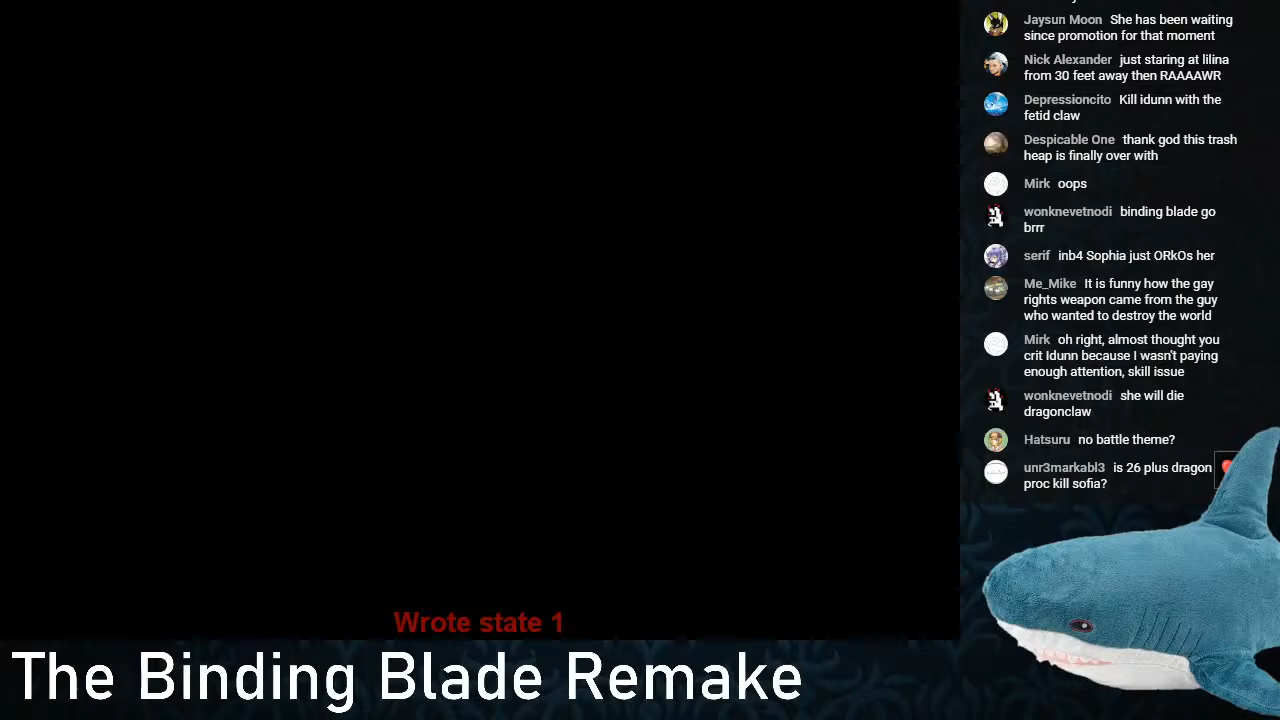 Jaysun Moon She has been waiting
since promotion for that moment
Nick Alexander just staring at lilina
from 30 feet away then RAAAAWR
Depressioncito Kill idunn with the
fetid claw
Despicable One thank god this trash
heap is finally over with
Mirk oops
wonknevetnodi binding blade go
brrr
serif inb4 Sophia just ORkOs her
Me_Mike It is funny how the gay
rights weapon came from the guy
who wanted to destroy the world
Mirk oh right, almost thought you
crit Idunn because I wasn't paying
enough attention, skill issue
wonknevetnodi she will die
dragonclaw
Hatsuru no battle theme?
unr3markabl3 is 26 plus dragon
proc kill sofia?
Wrote state 1
The Binding Blade Remake